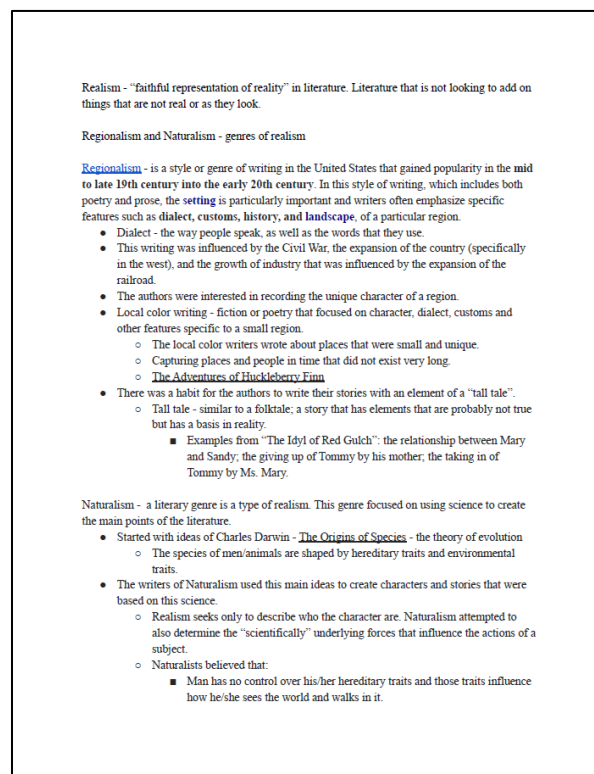 Realism - “faithful representation of reality” in literature. Literature that is not looking to add on
things that are not real or as they look.
Regionalism and Naturalism - genres of realism
Regionalism - is a style or genre of writing in the United States that gained popularity in the mid
to late 19th century into the early 20th century. In this style of writing, which includes both
poetry and prose, the setting is particularly important and writers often emphasize specific
features such as dialect, customs, history, and landscape, of a particular region.
● Dialect - the way people speak, as well as the words that they use.
● This writing was influenced by the Civil War, the expansion of the country (specifically
in the west), and the growth of industry that was influenced by the expansion of the
railroad.
● The authors were interested in recording the unique character of a region.
● Local color writing - fiction or poetry that focused on character, dialect, customs and
other features specific to a small region.
○ The local color writers wrote about places that were small and unique.
○ Capturing places and people in time that did not exist very long.
○ The Adventures of Huckleberry Finn
● There was a habit for the authors to write their stories with an element of a “tall tale”.
○ Tall tale - similar to a folktale; a story that has elements that are probably not true
but has a basis in reality.
■ Examples from “The Idyl of Red Gulch”: the relationship between Mary
and Sandy; the giving up of Tommy by his mother; the taking in of
Tommy by Ms. Mary.
Naturalism - a literary genre is a type of realism. This genre focused on using science to create
the main points of the literature.
● Started with ideas of Charles Darwin - The Origins of Species - the theory of evolution
○ The species of men/animals are shaped by hereditary traits and environmental
traits.
● The writers of Naturalism used this main ideas to create characters and stories that were
based on this science.
○ Realism seeks only to describe who the character are. Naturalism attempted to
also determine the “scientifically” underlying forces that influence the actions of a
subject.
○ Naturalists believed that:
■ Man has no control over his/her hereditary traits and those traits influence
how he/she sees the world and walks in it.